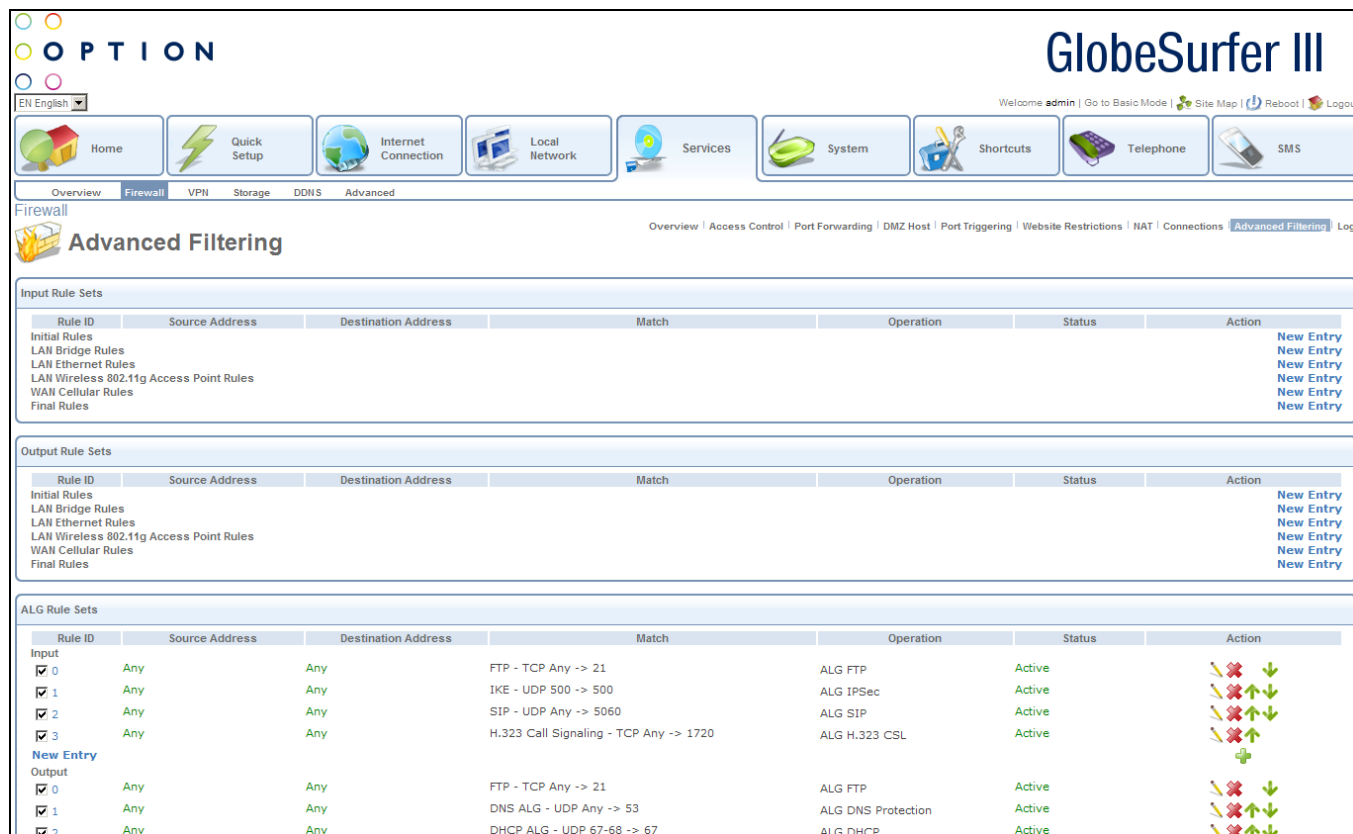 OPTION
GlobeSurfer III
EN English
Welcome admin | Go to Basic Mode | Site Map | Reboot | Logou
Home
Quick Setup
Internet Connection
Local Network
Services
System
Shortcuts
Telephone
SMS
Overview Firewall VPN Storage DDNS Advanced
Firewall
Overview | Access Control | Port Forwarding | DMZ Host | Port Triggering | Website Restrictions | NAT | Connections | Advanced Filtering | Log
Advanced Filtering
Input Rule Sets
Rule ID Source Address Destination Address Match Operation Status Action
Initial Rules New Entry
LAN Bridge Rules New Entry
LAN Ethernet Rules New Entry
LAN Wireless 802.11g Access Point Rules New Entry
WAN Cellular Rules New Entry
Final Rules New Entry
Output Rule Sets
Rule ID Source Address Destination Address Match Operation Status Action
Initial Rules New Entry
LAN Bridge Rules New Entry
LAN Ethernet Rules New Entry
LAN Wireless 802.11g Access Point Rules New Entry
WAN Cellular Rules New Entry
Final Rules New Entry
ALG Rule Sets
Rule ID Source Address Destination Address Match Operation Status Action
Input
0 Any Any FTP - TCP Any -> 21 ALG FTP Active
1 Any Any IKE - UDP 500 -> 500 ALG IPSec Active
2 Any Any SIP - UDP Any -> 5060 ALG SIP Active
3 Any Any H.323 Call Signaling - TCP Any -> 1720 ALG H.323 CSL Active
New Entry
Output
0 Any Any FTP - TCP Any -> 21 ALG FTP Active
1 Any Any DNS ALG - UDP Any -> 53 ALG DNS Protection Active
2 Any Any DHCP ALG - UDP 67-68 -> 67 ALG DHCP Active